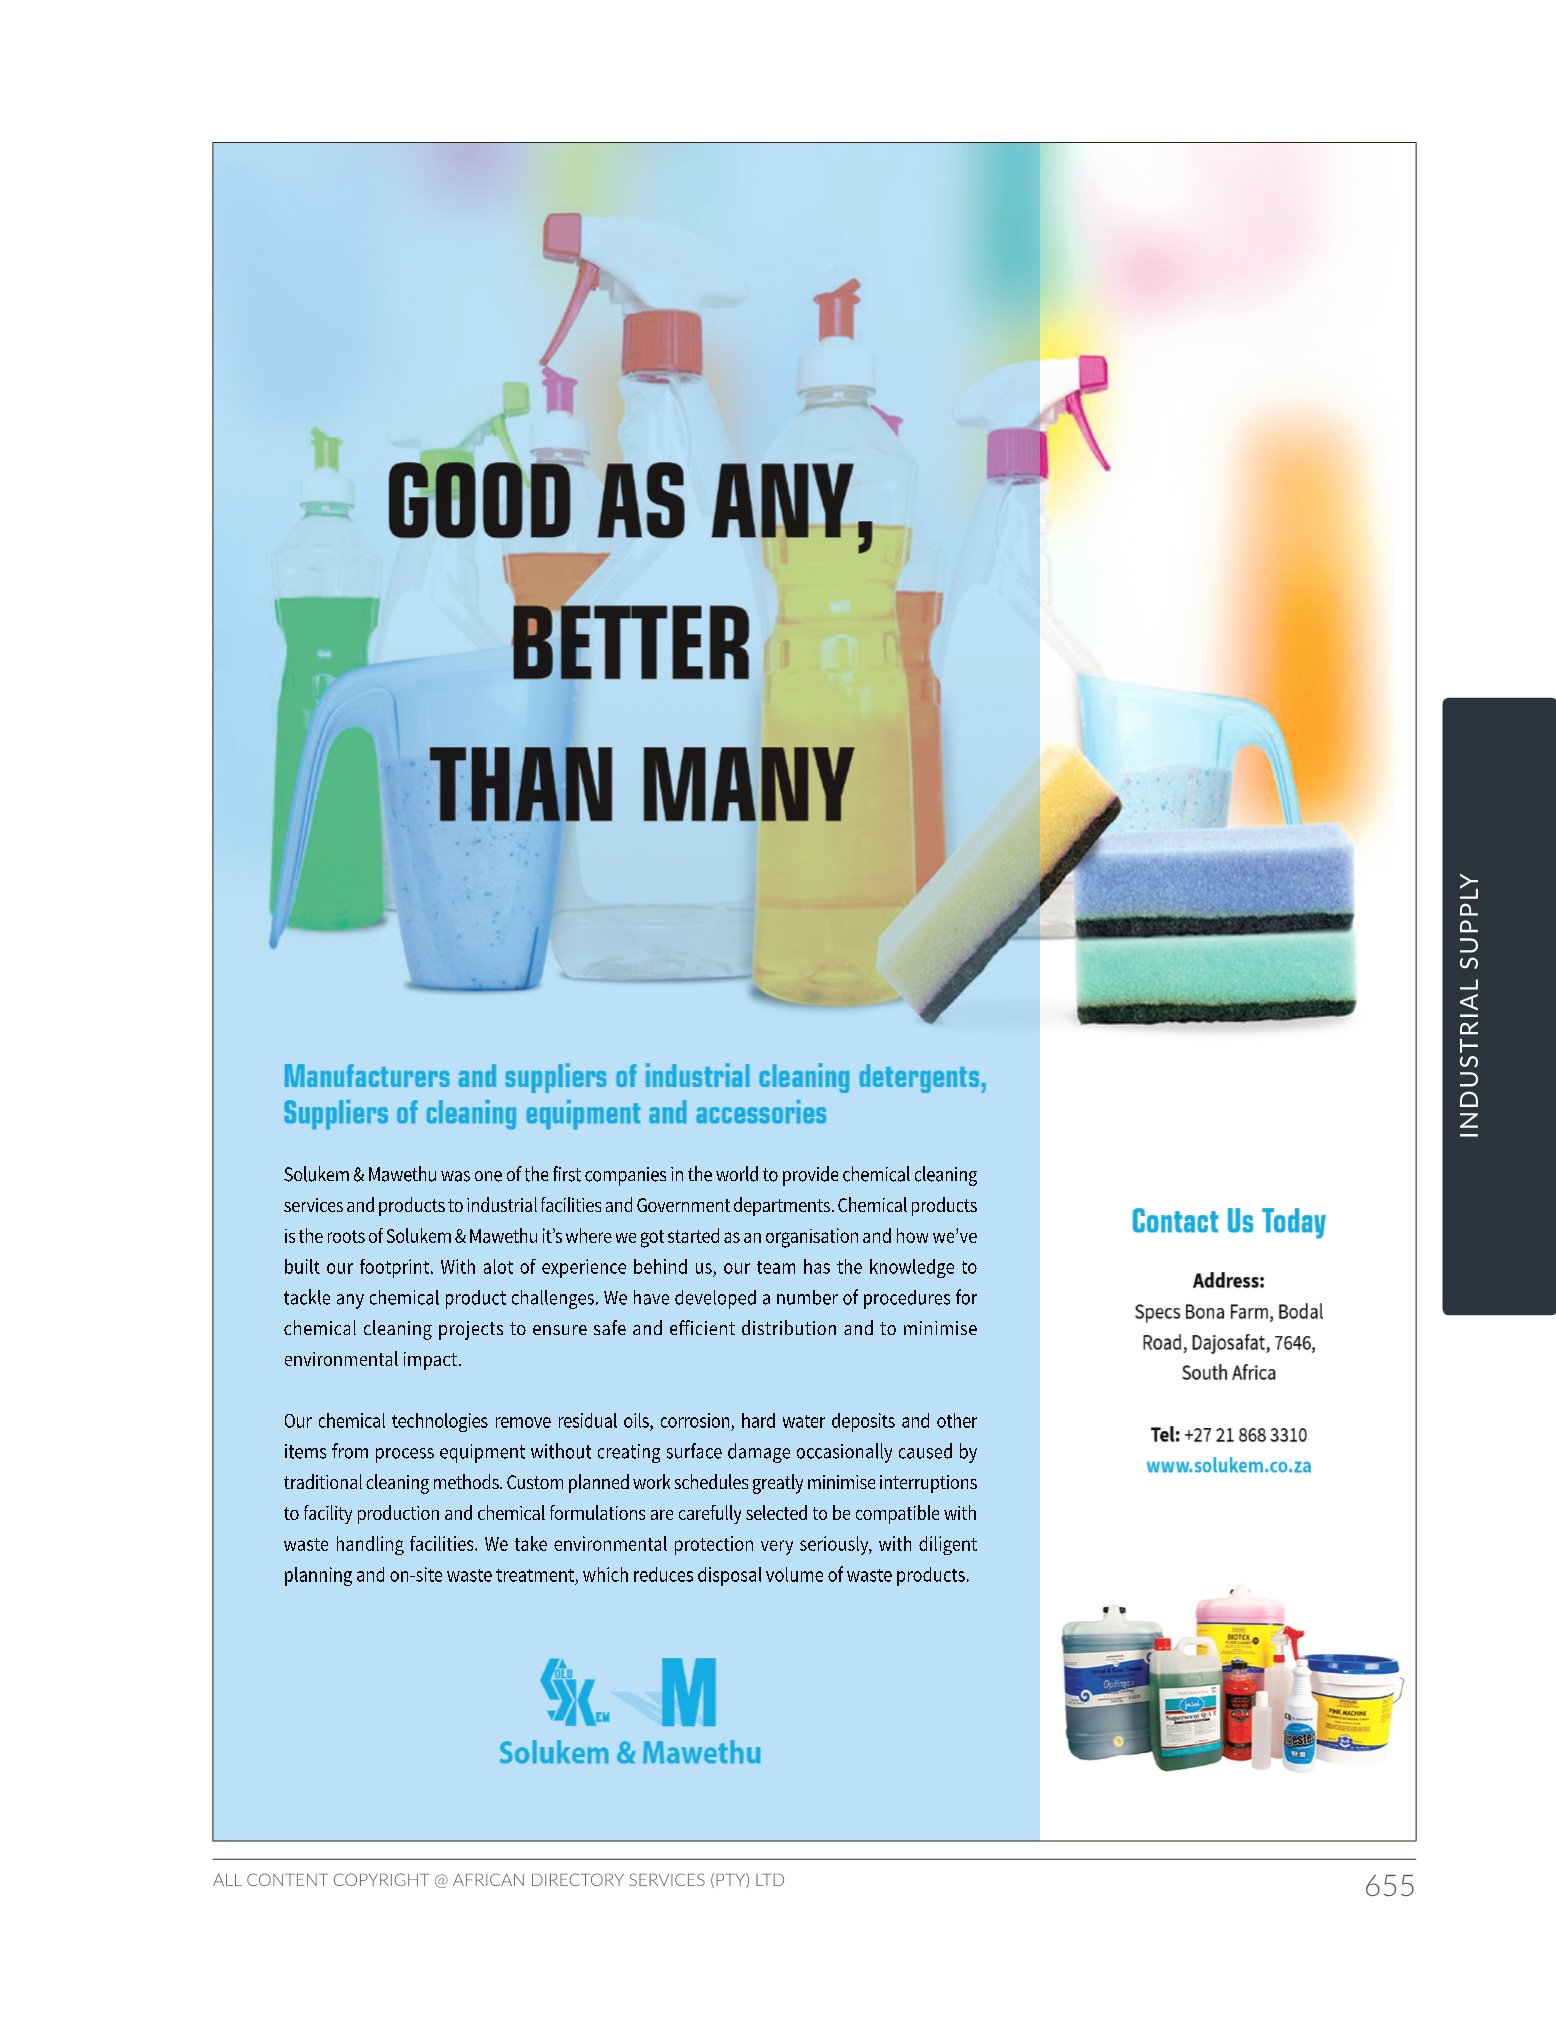 GOOD AS ANY,
BETTER
THAN MANY
Manufacturers and suppliers of industrial cleaning detergents,
Suppliers of cleaning equipment and accessories
Solukem & Mawethu was one of the first companies in the world to provide chemical cleaning
services and products to industrial facilities and Government departments. Chemical products
is the roots of Solukem & Mawethu it’s where we got started as an organisation and how we’ve
built our footprint. With alot of experience behind us, our team has the knowledge to
tackle any chemical product challenges. We have developed a number of procedures for
chemical cleaning projects to ensure safe and efficient distribution and to minimise
environmental impact.
Our chemical technologies remove residual oils, corrosion, hard water deposits and other
items from process equipment without creating surface damage occasionally caused by
traditional cleaning methods. Custom planned work schedules greatly minimise interruptions
to facility production and chemical formulations are carefully selected to be compatible with
waste handling facilities. We take environmental protection very seriously, with diligent
planning and on-site waste treatment, which reduces disposal volume of waste products.
SOLU
KEM
M
Solukem & Mawethu
Contact Us Today
Address:
Specs Bona Farm, Bodal
Road, Dajosafat, 7646,
South Africa
Tel: +27 21 868 3310
www.solukem.co.za
BIOTEX
Optimax
Superscent
PINK MACHINE
INDUSTRIAL SUPPLY
ALL CONTENT COPYRIGHT @ AFRICAN DIRECTORY SERVICES (PTY) LTD
655